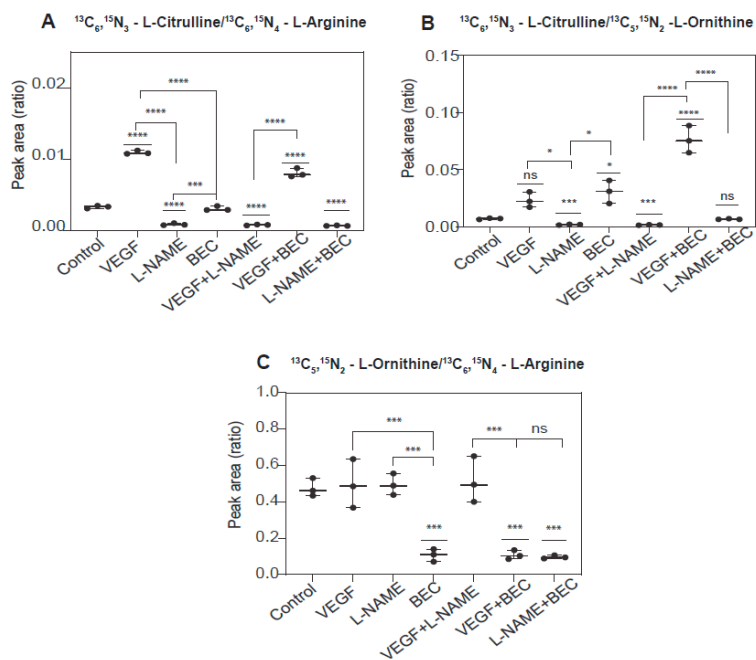 A ¹³C₆,¹⁵N₃ - L-Citrulline/¹³C₆,¹⁵N₄ - L-Arginine
Peak area (ratio)
0.02
0.01
0.00
****
****
****
****
***
****
****
****
****
****
Control
VEGF
L-NAME
BEC
VEGF+L-NAME
VEGF+BEC
L-NAME+BEC
B ¹³C₆,¹⁵N₃ - L-Citrulline/¹³C₅,¹⁵N₂ -L-Ornithine
Peak area (ratio)
0.15
0.10
0.05
0.00
****
****
****
*
*
*
ns
***
***
ns
Control
VEGF
L-NAME
BEC
VEGF+L-NAME
VEGF+BEC
L-NAME+BEC
C ¹³C₅,¹⁵N₂ - L-Ornithine/¹³C₆,¹⁵N₄ - L-Arginine
Peak area (ratio)
1.0
0.8
0.6
0.4
0.2
0.0
***
***
***
ns
***
***
***
Control
VEGF
L-NAME
BEC
VEGF+L-NAME
VEGF+BEC
L-NAME+BEC